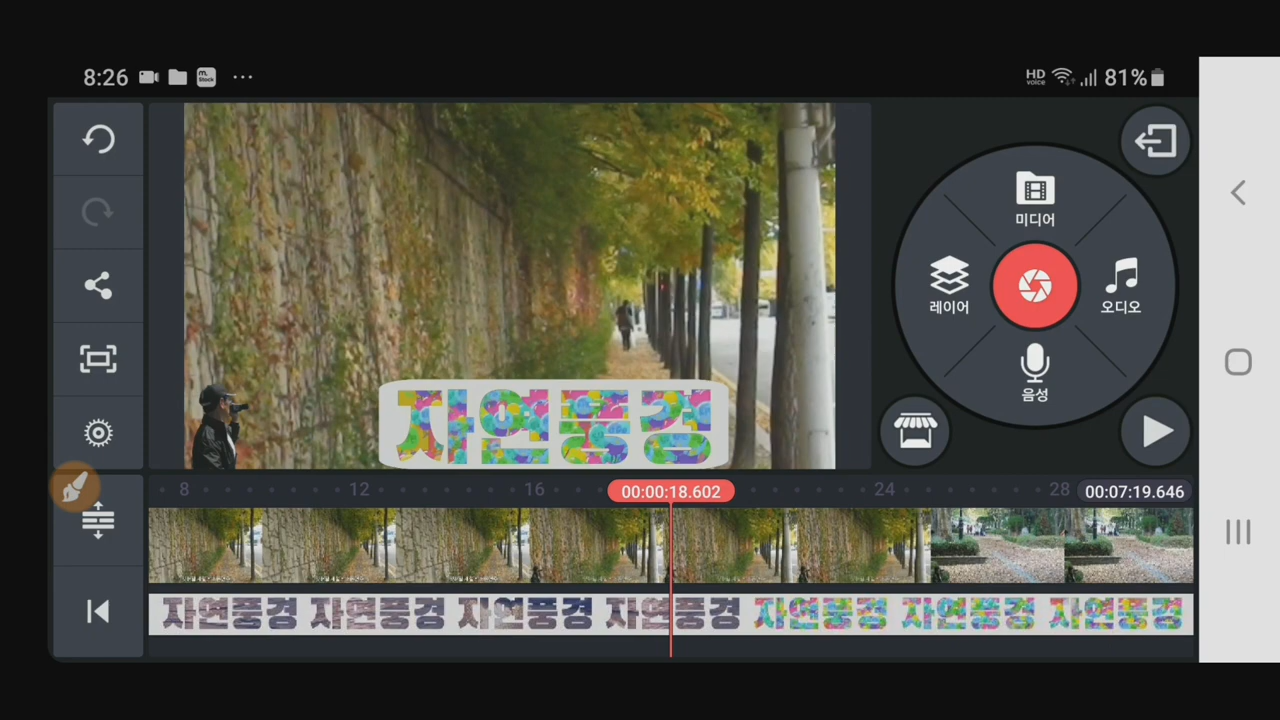 8:26
m.Stock
HD voice
81%
미디어
레이어
오디오
음성
자연풍경
8 12 16 00:00:18.602 24 28 00:07:19.646
자연풍경 자연풍경 자연풍경 자연풍경 자연풍경 자연풍경 자연풍경